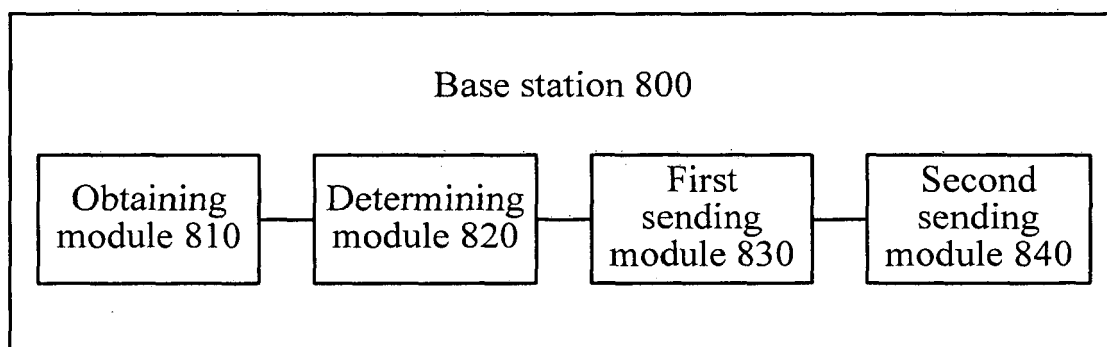 Base station 800
Obtaining
module 810
Determining
module 820
First
sending
module 830
Second
sending
module 840